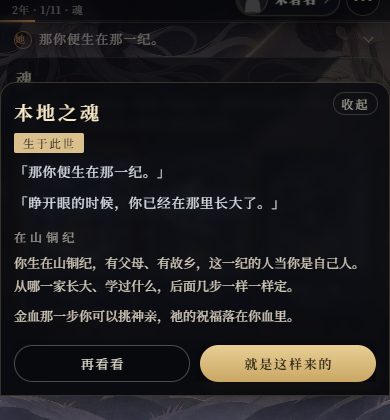 2年 · 1/11 · 魂
她
那你便生在那一纪。
魂
本地之魂
收起
生于此世
「那你便生在那一纪。」
「睁开眼的时候，你已经在那里长大了。」
在山铜纪
你生在山铜纪，有父母、有故乡，这一纪的人当你是自己人。
从哪一家长大、学过什么，后面几步一样一样定。
金血那一步你可以挑神亲，祂的祝福落在你血里。
再看看
就是这样来的